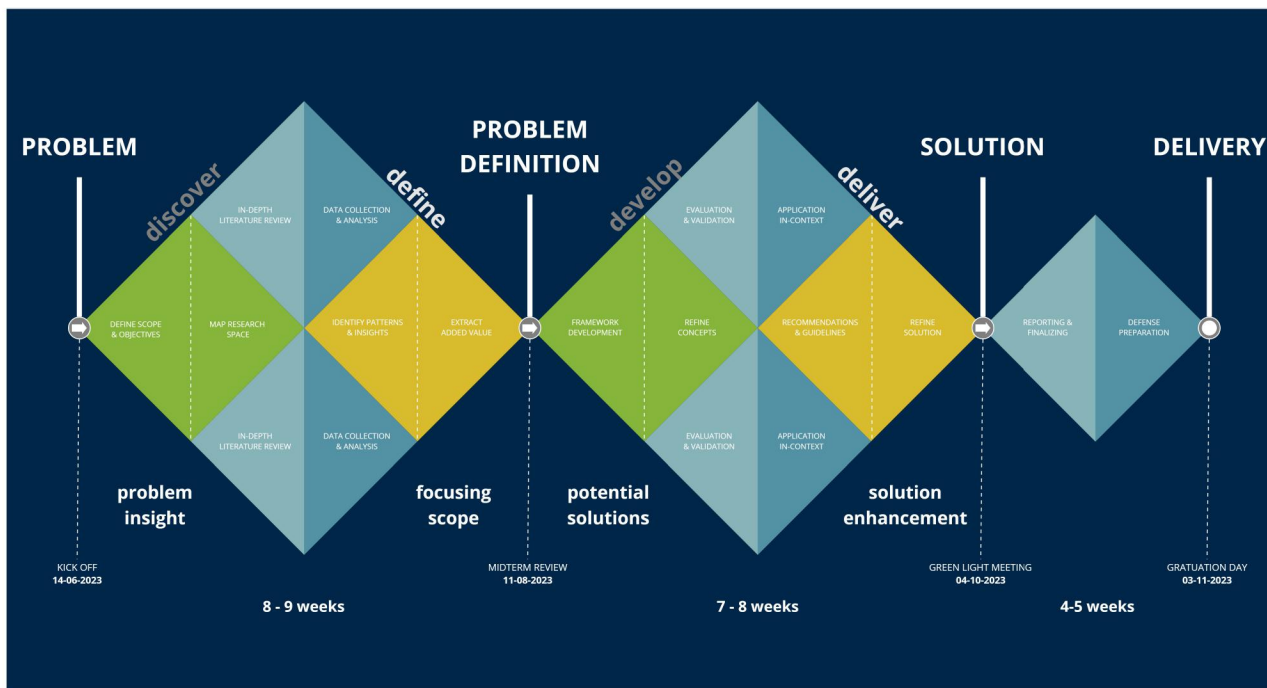 PROBLEM
PROBLEM
DEFINITION
SOLUTION
DELIVERY
discover
define
develop
deliver
IN-DEPTH
LITERATURE REVIEW
DATA COLLECTION
& ANALYSIS
EVALUATION
& VALIDATION
APPLICATION
IN-CONTEXT
DEFINE SCOPE
& OBJECTIVES
MAP RESEARCH
SPACE
IDENTIFY PATTERNS
& INSIGHTS
EXTRACT
ADDED VALUE
FRAMEWORK
DEVELOPMENT
REFINE
CONCEPTS
RECOMMENDATIONS
& GUIDELINES
REFINE
SOLUTION
REPORTING &
FINALIZING
DEFENSE
PREPARATION
IN-DEPTH
LITERATURE REVIEW
DATA COLLECTION
& ANALYSIS
EVALUATION
& VALIDATION
APPLICATION
IN-CONTEXT
problem
insight
focusing
scope
potential
solutions
solution
enhancement
KICK OFF
14-06-2023
MIDTERM REVIEW
11-08-2023
GREEN LIGHT MEETING
04-10-2023
GRATUATION DAY
03-11-2023
8 - 9 weeks
7 - 8 weeks
4-5 weeks